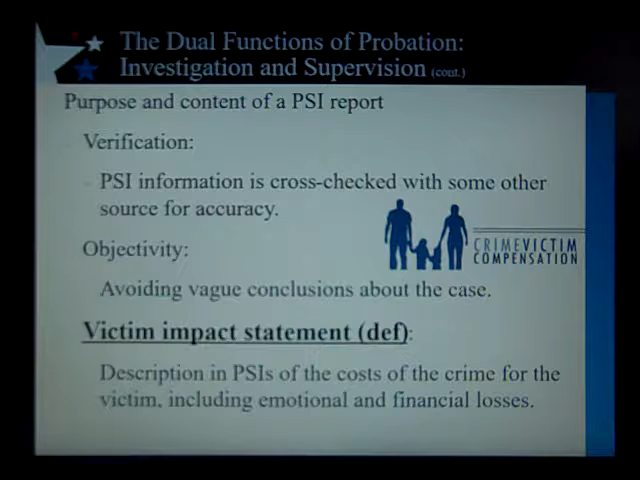 The Dual Functions of Probation:
Investigation and Supervision (cont.)
Purpose and content of a PSI report
Verification:
PSI information is cross-checked with some other
source for accuracy.
CRIMEVICTIM
COMPENSATION
Objectivity:
Avoiding vague conclusions about the case.
Victim impact statement (def):
Description in PSIs of the costs of the crime for the
victim, including emotional and financial losses.